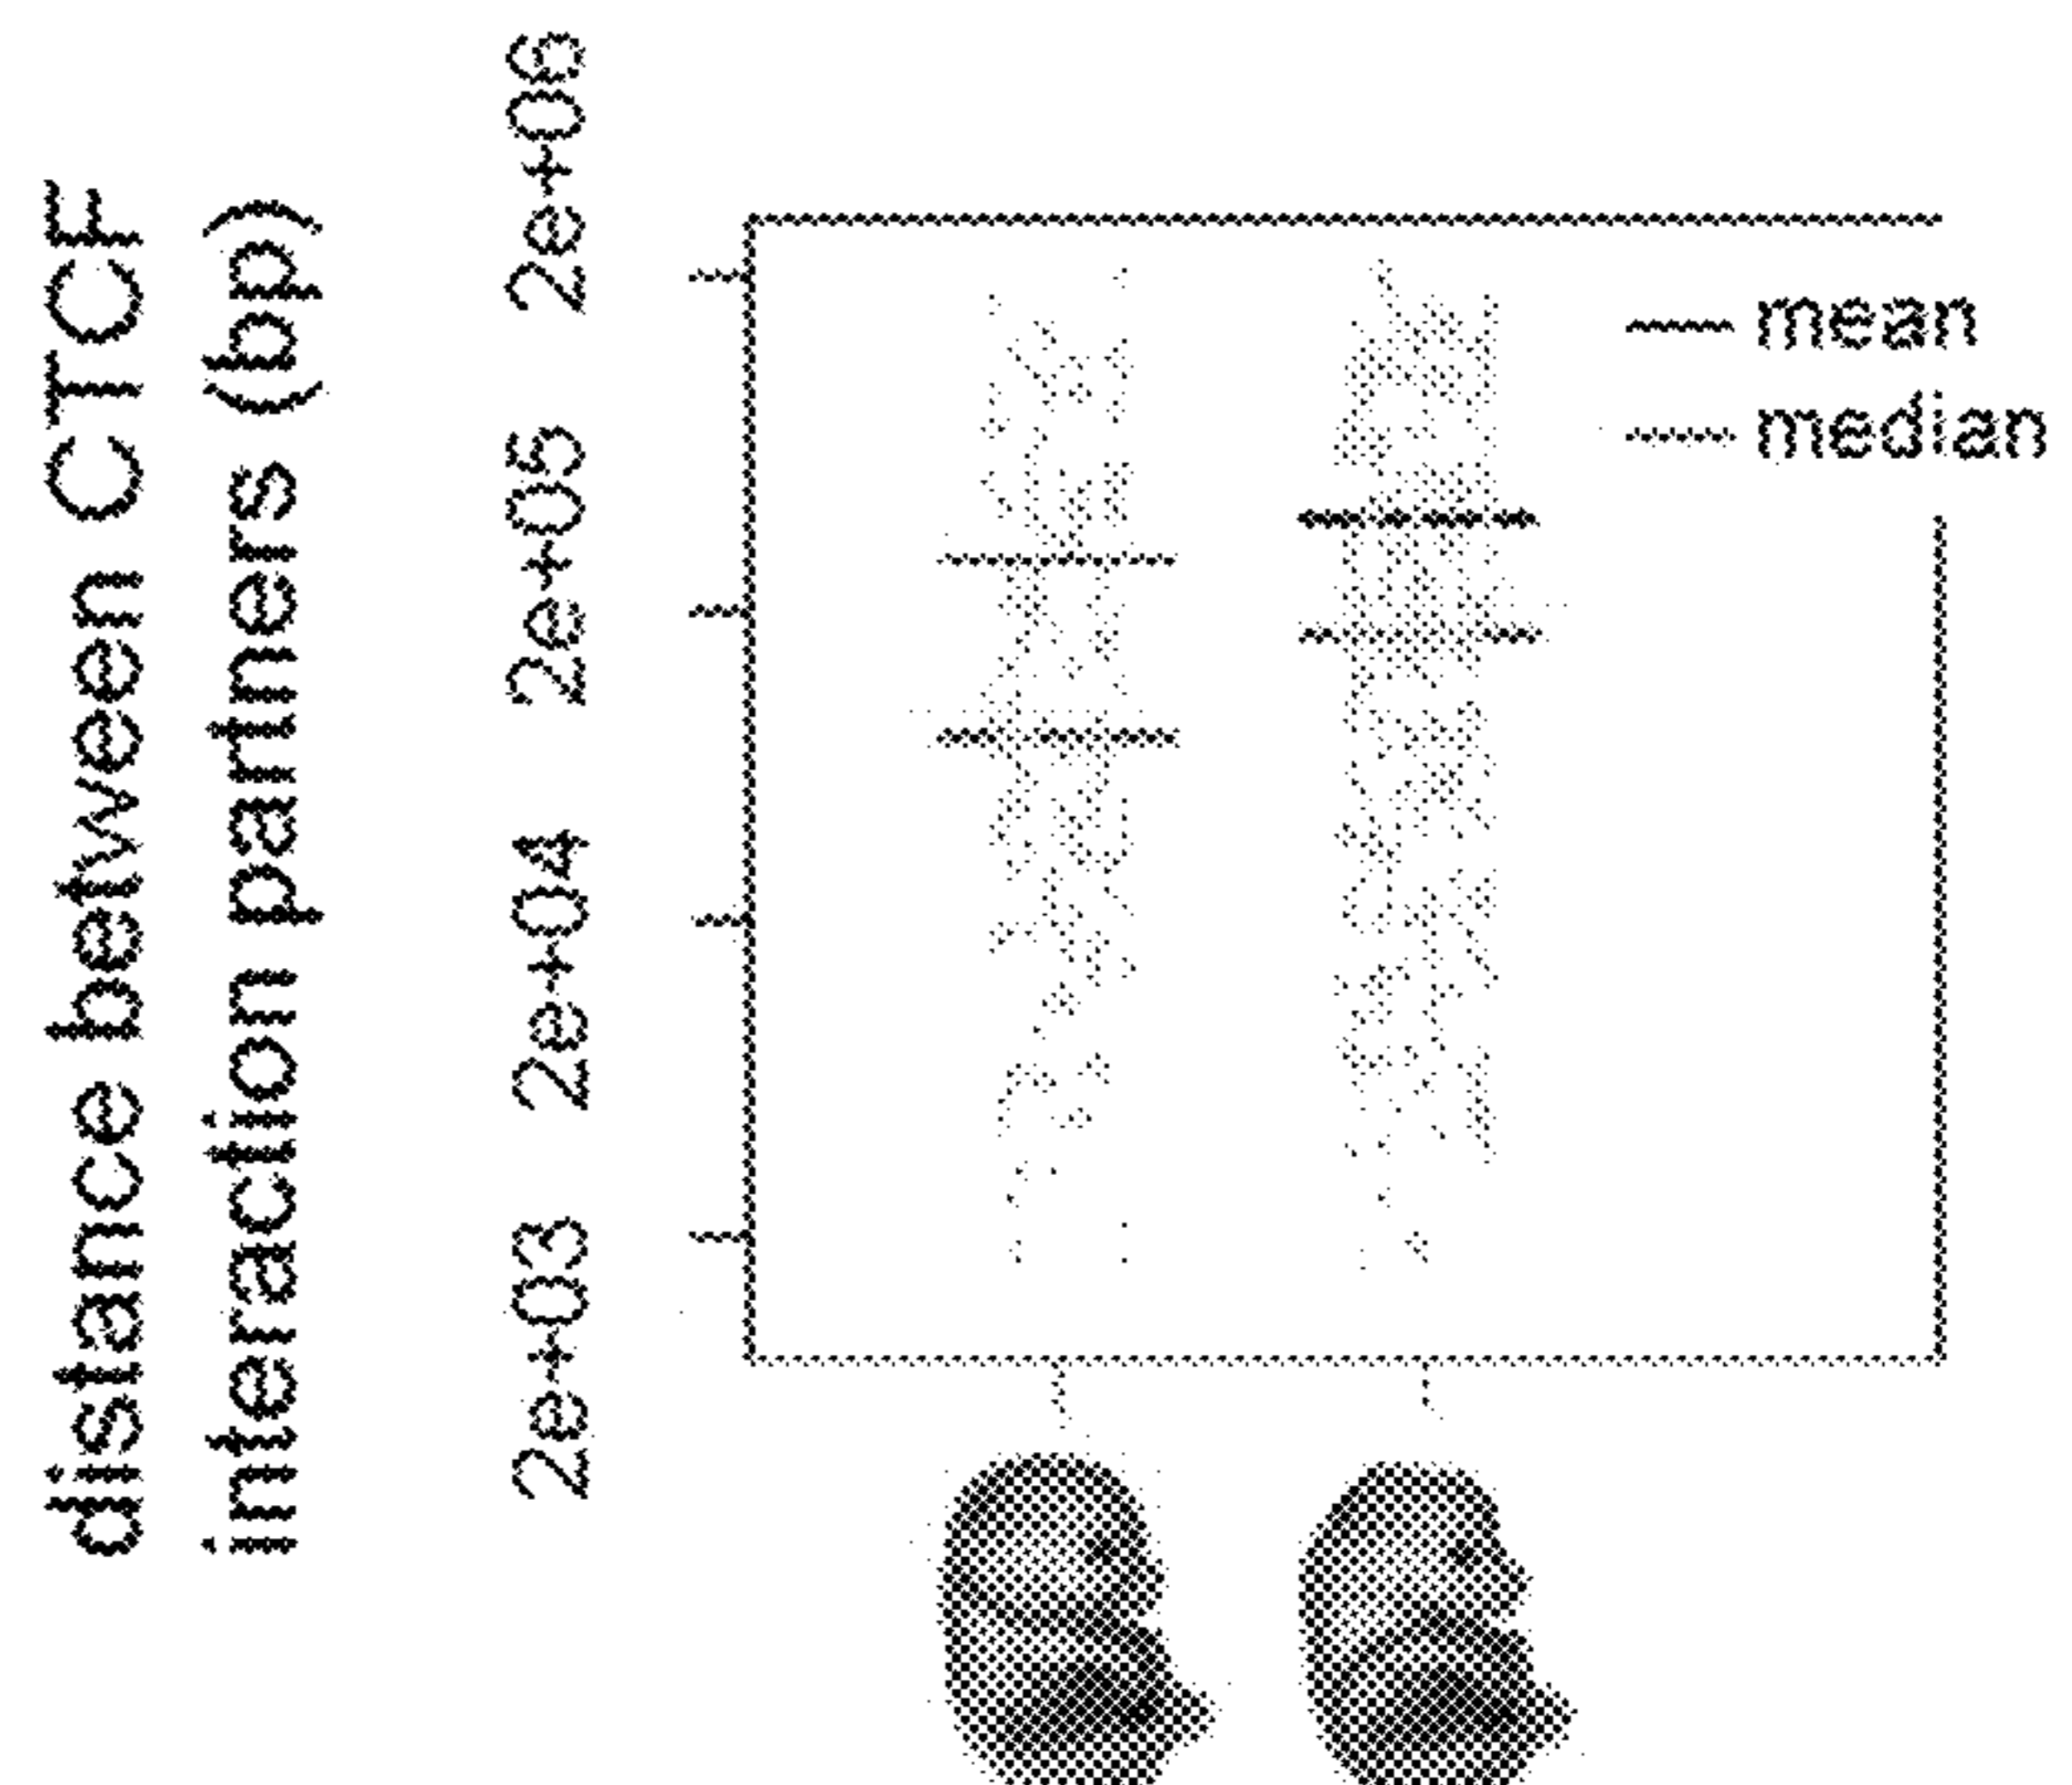 distance between CTCF
interaction partners (bp)
2e+06
2e+05
2e+04
2e+03
mean
median